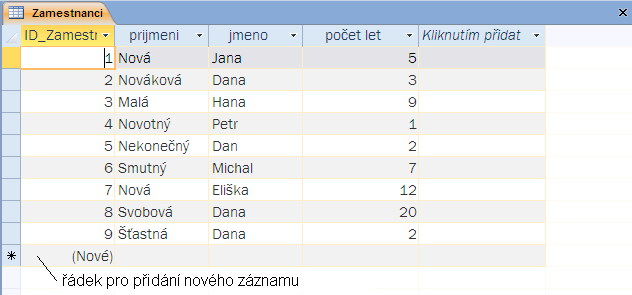 Zamestnanci
ID_Zamestn prijmeni jmeno počet let Kliknutím přidat
1 Nová Jana 5
2 Nováková Dana 3
3 Malá Hana 9
4 Novotný Petr 1
5 Nekonečný Dan 2
6 Smutný Michal 7
7 Nová Eliška 12
8 Svobová Dana 20
9 Šťastná Dana 2
(Nové)
řádek pro přidání nového záznamu